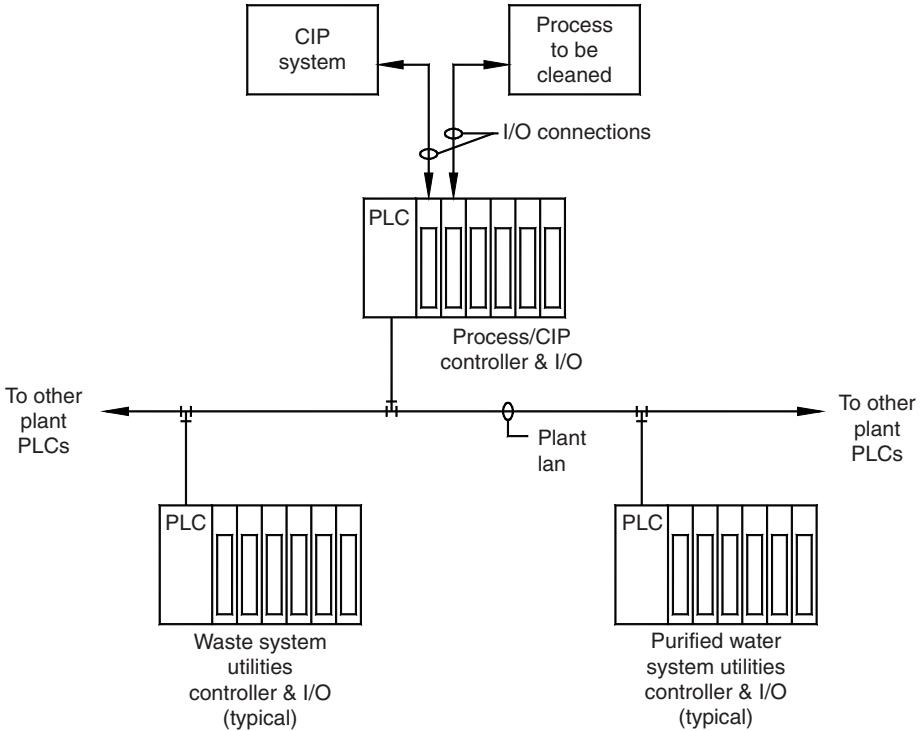 CIP
system
Process
to be
cleaned
I/O connections
PLC
Process/CIP
controller & I/O
To other
plant
PLCs
Plant
lan
To other
plant
PLCs
PLC
Waste system
utilities
controller & I/O
(typical)
PLC
Purified water
system utilities
controller & I/O
(typical)